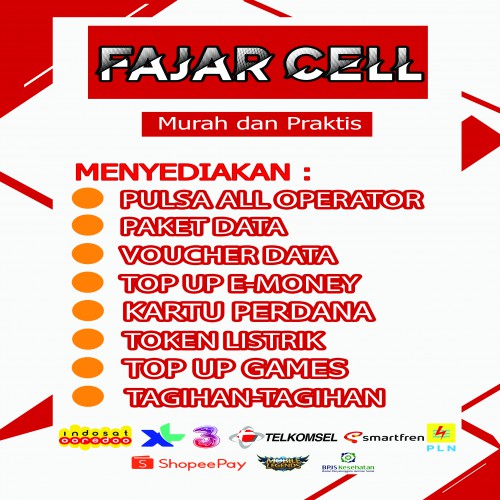 FAJAR CELL
Murah dan Praktis
MENYEDIAKAN :
PULSA ALL OPERATOR
PAKET DATA
VOUCHER DATA
TOP UP E-MONEY
KARTU PERDANA
TOKEN LISTRIK
TOP UP GAMES
TAGIHAN-TAGIHAN
indosat ooredoo XL 3 TELKOMSEL smartfren PLN
ShopeePay MOBILE LEGENDS BPJS Kesehatan